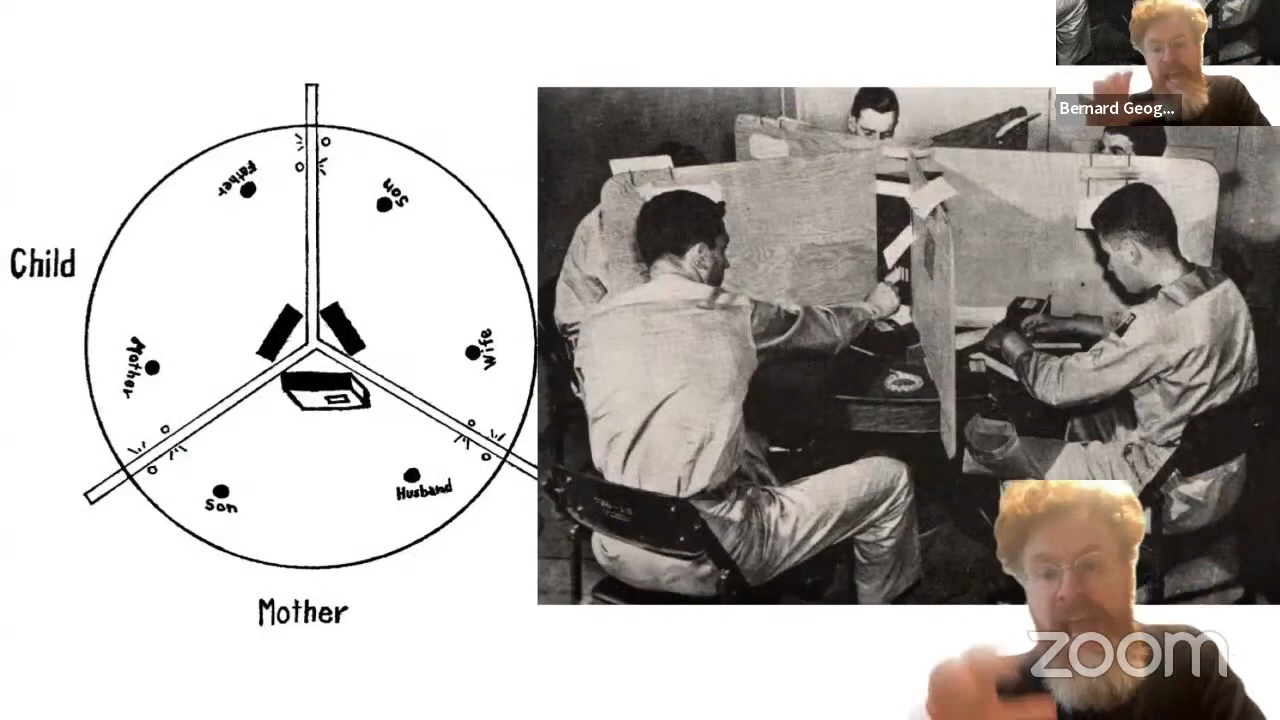 Bernard Geog...
Father
Son
Child
Mother
Wife
Son
Husband
Mother
zoom